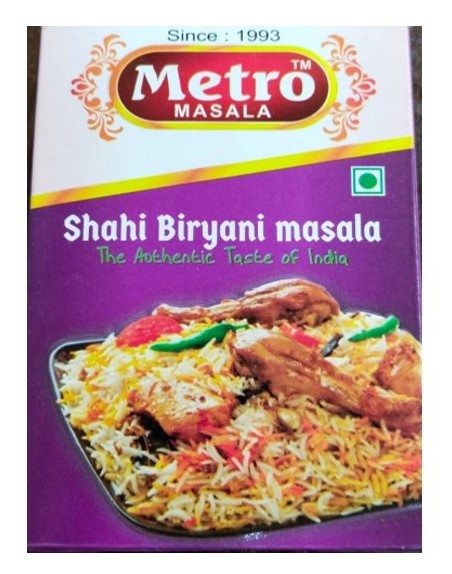 Since : 1993
Metro TM
MASALA
Shahi Biryani masala
The Authentic Taste of India